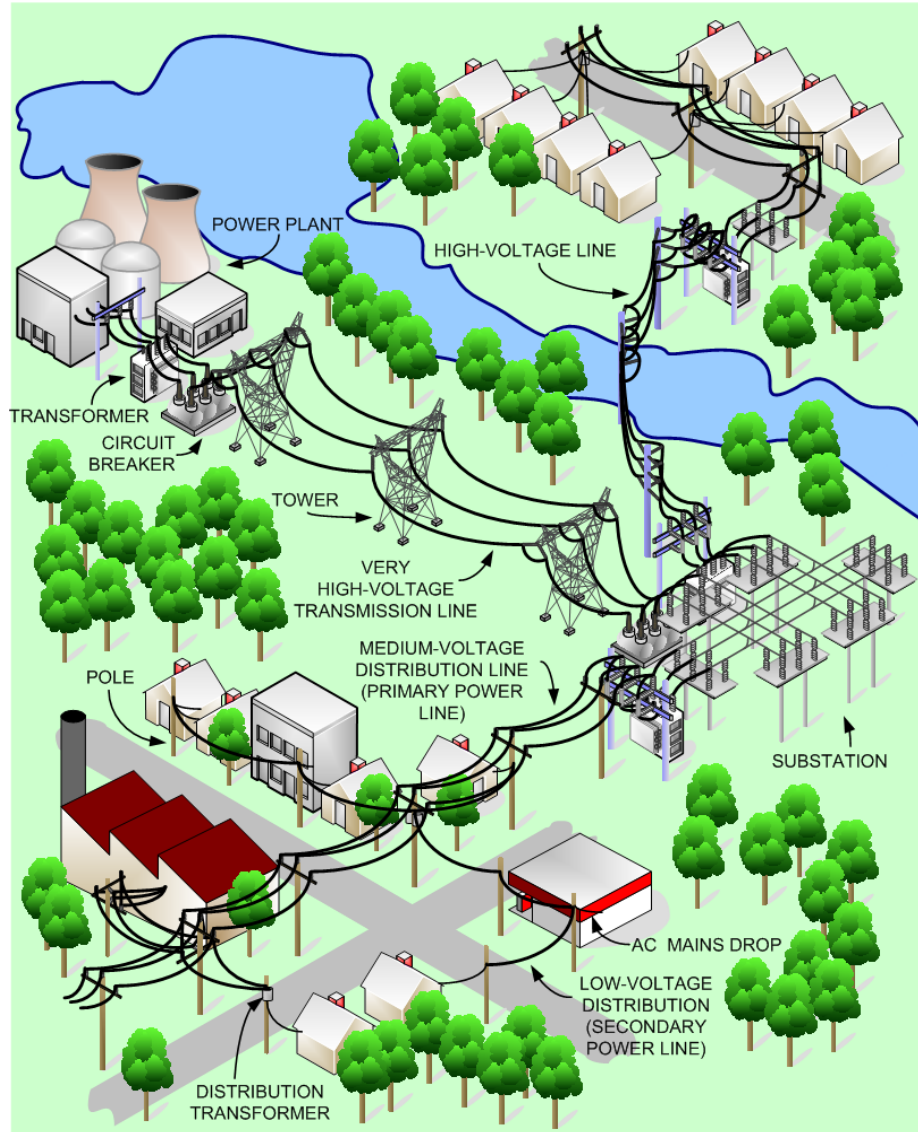 POWER PLANT
HIGH-VOLTAGE LINE
TRANSFORMER
CIRCUIT
BREAKER
TOWER
VERY
HIGH-VOLTAGE
TRANSMISSION LINE
MEDIUM-VOLTAGE
DISTRIBUTION LINE
(PRIMARY POWER
LINE)
POLE
SUBSTATION
AC MAINS DROP
LOW-VOLTAGE
DISTRIBUTION
(SECONDARY
POWER LINE)
DISTRIBUTION
TRANSFORMER